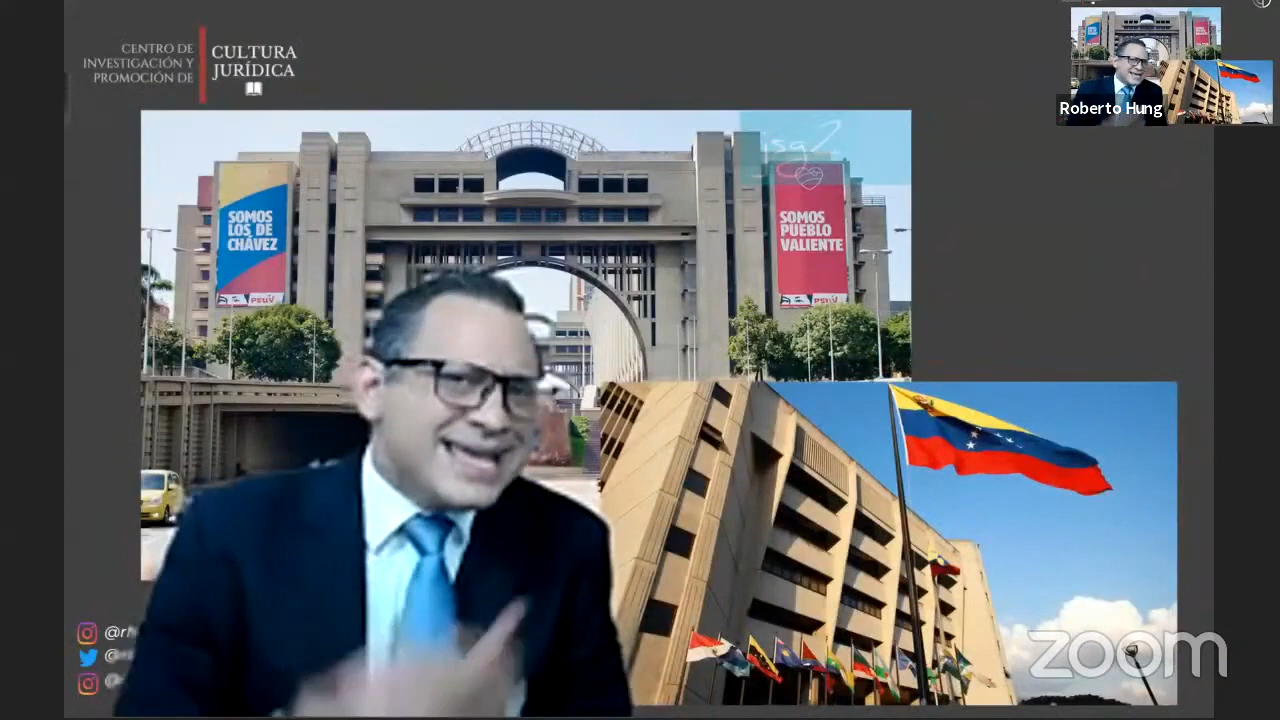 CENTRO DE
INVESTIGACIÓN Y
PROMOCIÓN DE
CULTURA
JURÍDICA
Roberto Hung
SOMOS
LOS DE
CHÁVEZ
PSUV
SOMOS
PUEBLO
VALIENTE
PSUV
zoom